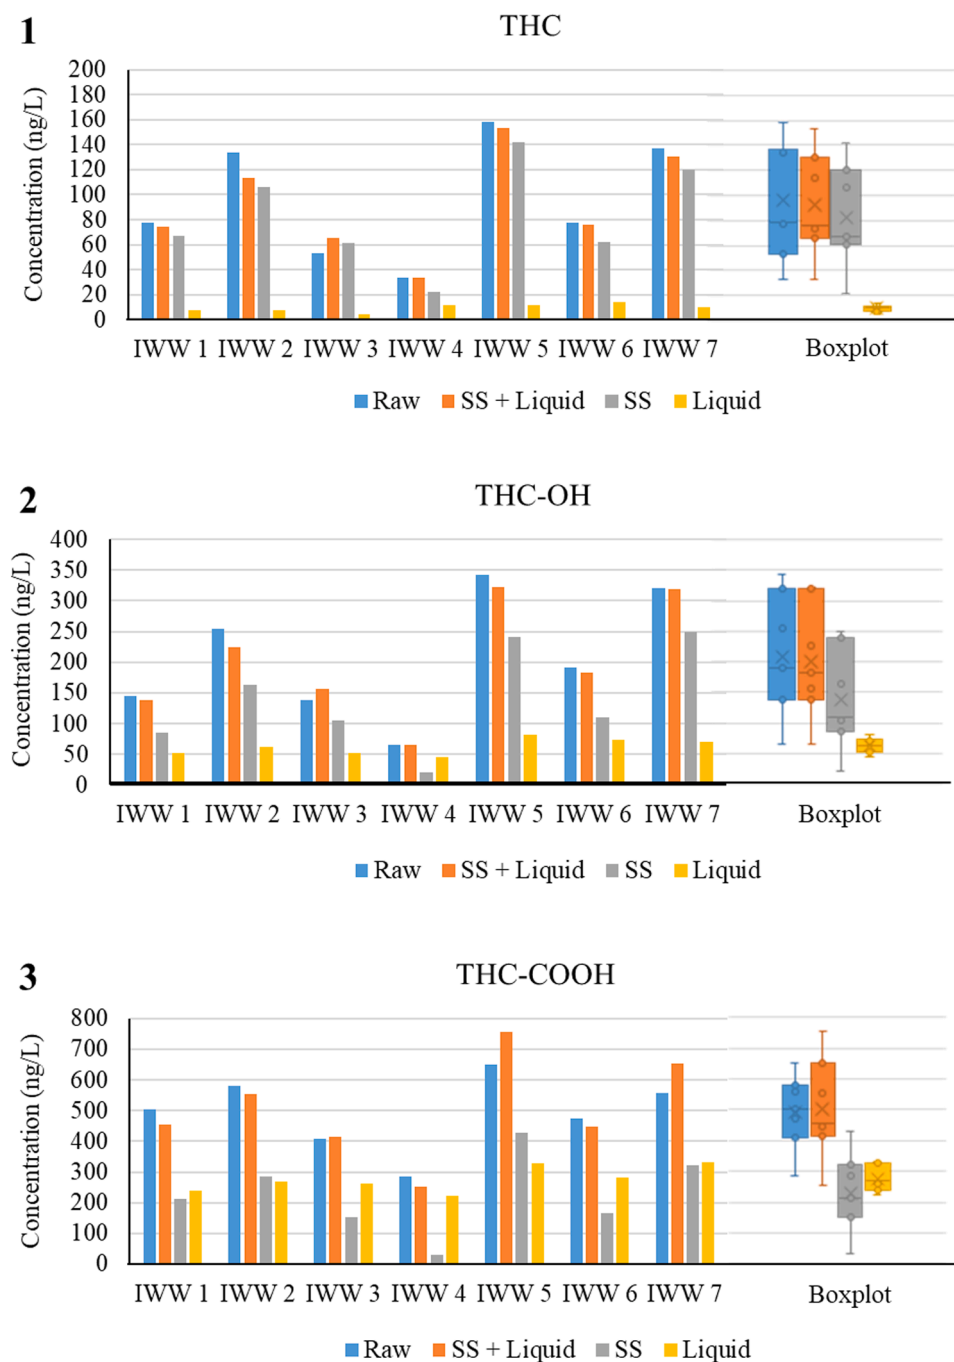 1
THC
Concentration (ng/L)
200
180
160
140
120
100
80
60
40
20
0
IWW 1 IWW 2 IWW 3 IWW 4 IWW 5 IWW 6 IWW 7 Boxplot
Raw SS + Liquid SS Liquid
2
THC-OH
Concentration (ng/L)
400
350
300
250
200
150
100
50
0
IWW 1 IWW 2 IWW 3 IWW 4 IWW 5 IWW 6 IWW 7 Boxplot
Raw SS + Liquid SS Liquid
3
THC-COOH
Concentration (ng/L)
800
700
600
500
400
300
200
100
0
IWW 1 IWW 2 IWW 3 IWW 4 IWW 5 IWW 6 IWW 7 Boxplot
Raw SS + Liquid SS Liquid